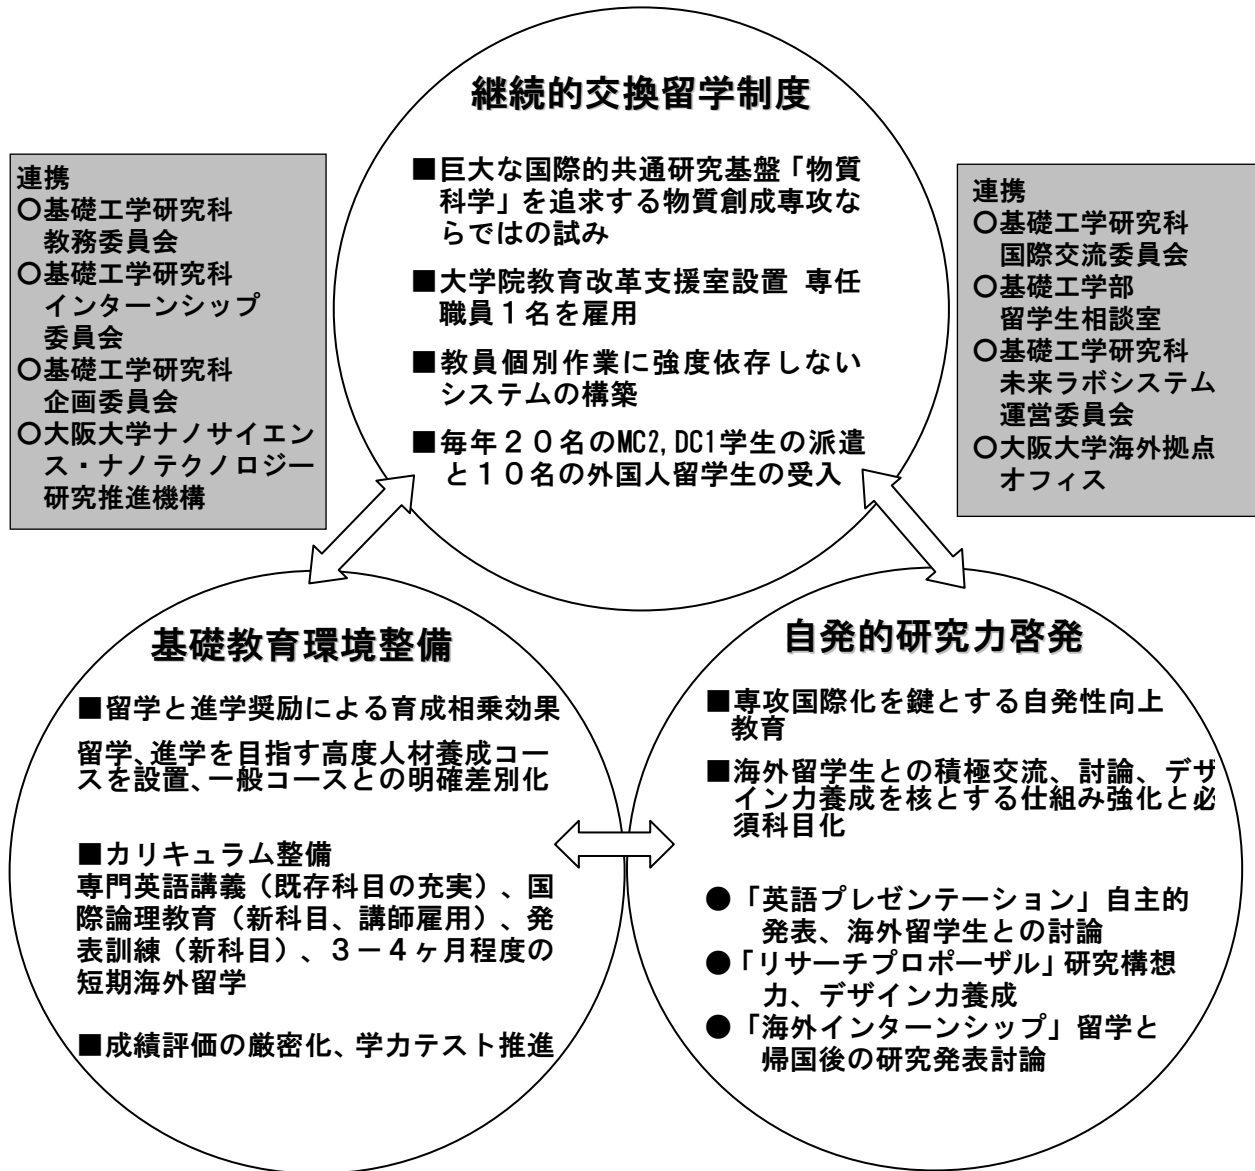 継続的交換留学制度
■巨大な国際的共通研究基盤「物質
科学」を追求する物質創成専攻な
らではの試み
■大学院教育改革支援室設置 専任
職員１名を雇用
■教員個別作業に強度依存しない
システムの構築
■毎年２０名のMC2, DC1学生の派遣
と１０名の外国人留学生の受入
連携
〇基礎工学研究科
教務委員会
〇基礎工学研究科
インターンシップ
委員会
〇基礎工学研究科
企画委員会
〇大阪大学ナノサイエン
ス・ナノテクノロジー
研究推進機構
連携
〇基礎工学研究科
国際交流委員会
〇基礎工学部
留学生相談室
〇基礎工学研究科
未来ラボシステム
運営委員会
〇大阪大学海外拠点
オフィス
基礎教育環境整備
■留学と進学奨励による育成相乗効果
留学、進学を目指す高度人材養成コー
スを設置、一般コースとの明確差別化
■カリキュラム整備
専門英語講義（既存科目の充実）、国
際論理教育（新科目、講師雇用）、発
表訓練（新科目）、３－４ヶ月程度の
短期海外留学
■成績評価の厳密化、学力テスト推進
自発的研究力啓発
■専攻国際化を鍵とする自発性向上
教育
■海外留学生との積極交流、討論、デザ
イン力養成を核とする仕組み強化と必
須科目化
●「英語プレゼンテーション」自主的
発表、海外留学生との討論
●「リサーチプロポーザル」研究構想
力、デザイン力養成
●「海外インターンシップ」留学と
帰国後の研究発表討論